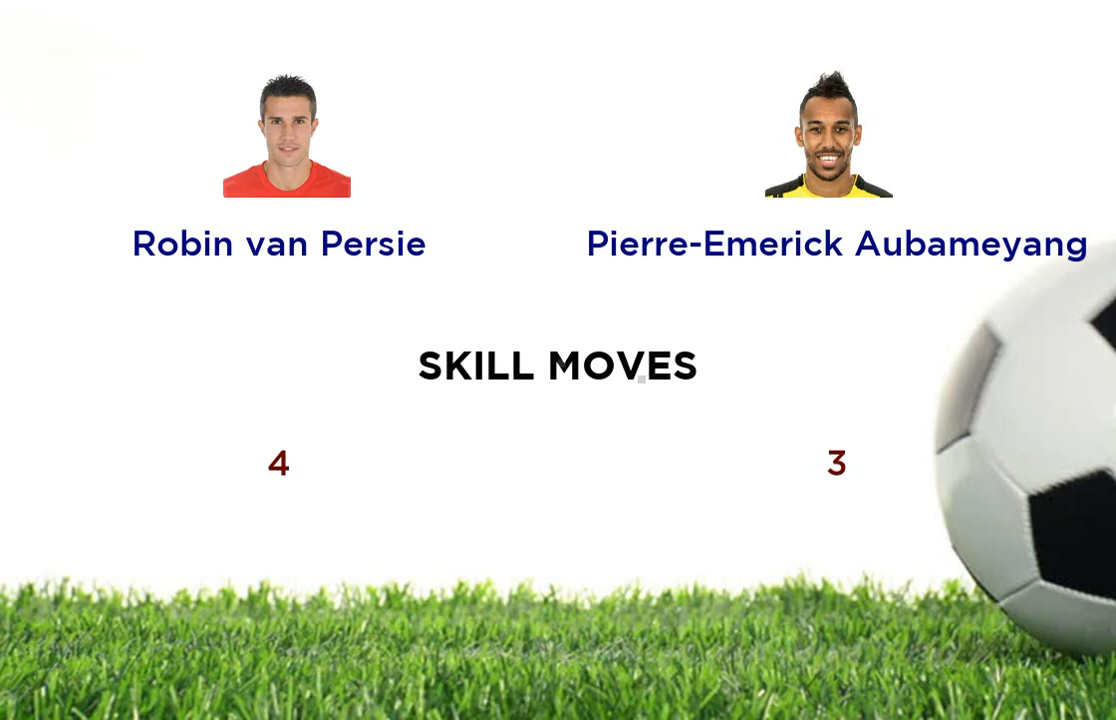 Robin van Persie
Pierre-Emerick Aubameyang
SKILL MOVES
4
3